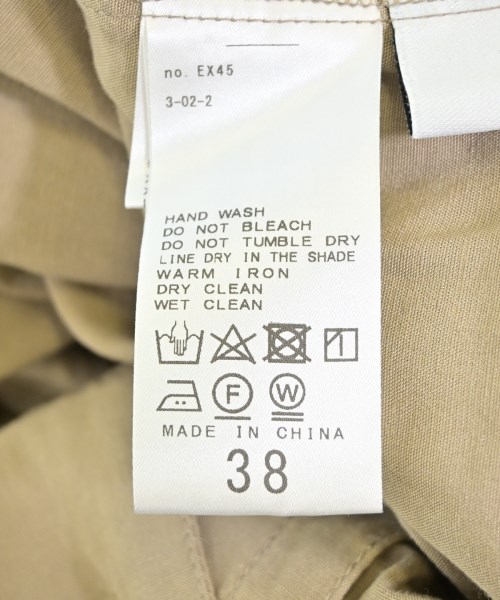 no. EX45
3-02-2
HAND WASH
DO NOT BLEACH
DO NOT TUMBLE DRY
LINE DRY IN THE SHADE
WARM IRON
DRY CLEAN
WET CLEAN
F W
MADE IN CHINA
38